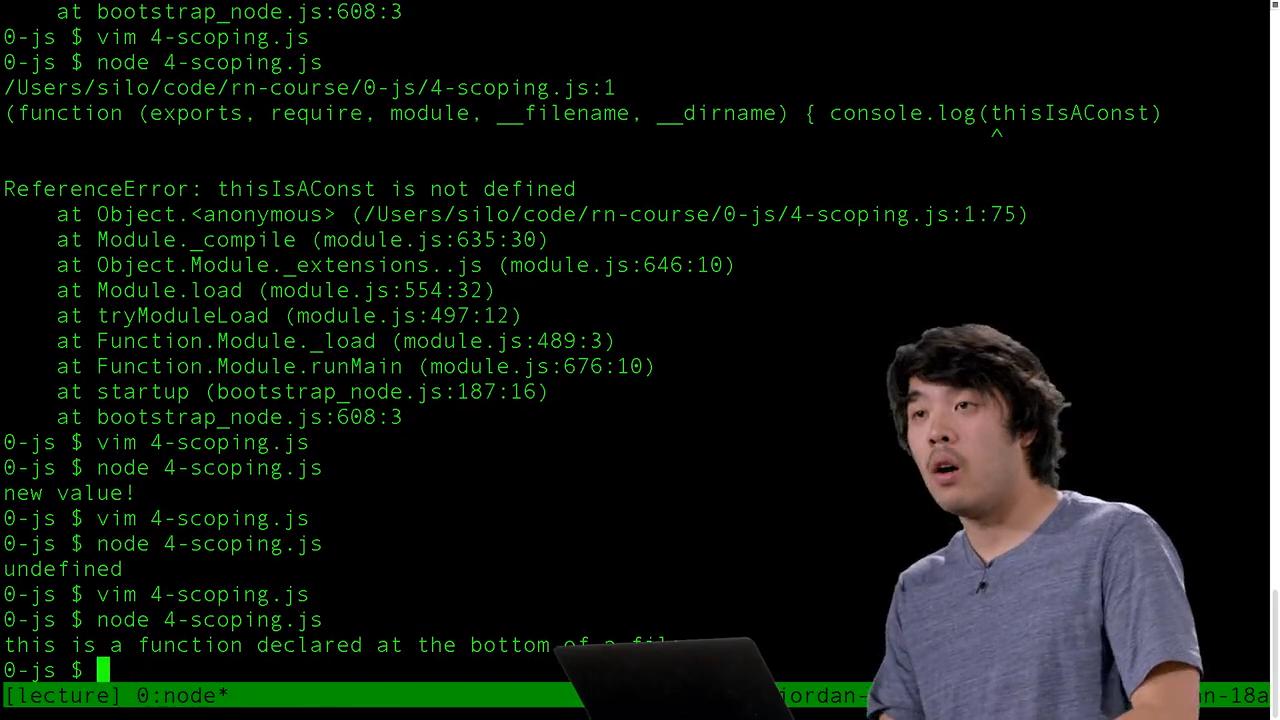 at bootstrap_node.js:608:3
0-js $ vim 4-scoping.js
0-js $ node 4-scoping.js
/Users/silo/code/rn-course/0-js/4-scoping.js:1
(function (exports, require, module, __filename, __dirname) { console.log(thisIsAConst)
^
ReferenceError: thisIsAConst is not defined
    at Object.<anonymous> (/Users/silo/code/rn-course/0-js/4-scoping.js:1:75)
    at Module._compile (module.js:635:30)
    at Object.Module._extensions..js (module.js:646:10)
    at Module.load (module.js:554:32)
    at tryModuleLoad (module.js:497:12)
    at Function.Module._load (module.js:489:3)
    at Function.Module.runMain (module.js:676:10)
    at startup (bootstrap_node.js:187:16)
    at bootstrap_node.js:608:3
0-js $ vim 4-scoping.js
0-js $ node 4-scoping.js
new value!
0-js $ vim 4-scoping.js
0-js $ node 4-scoping.js
undefined
0-js $ vim 4-scoping.js
0-js $ node 4-scoping.js
this is a function declared at the bottom of a
0-js $
[lecture] 0:node* jordan- n-18a